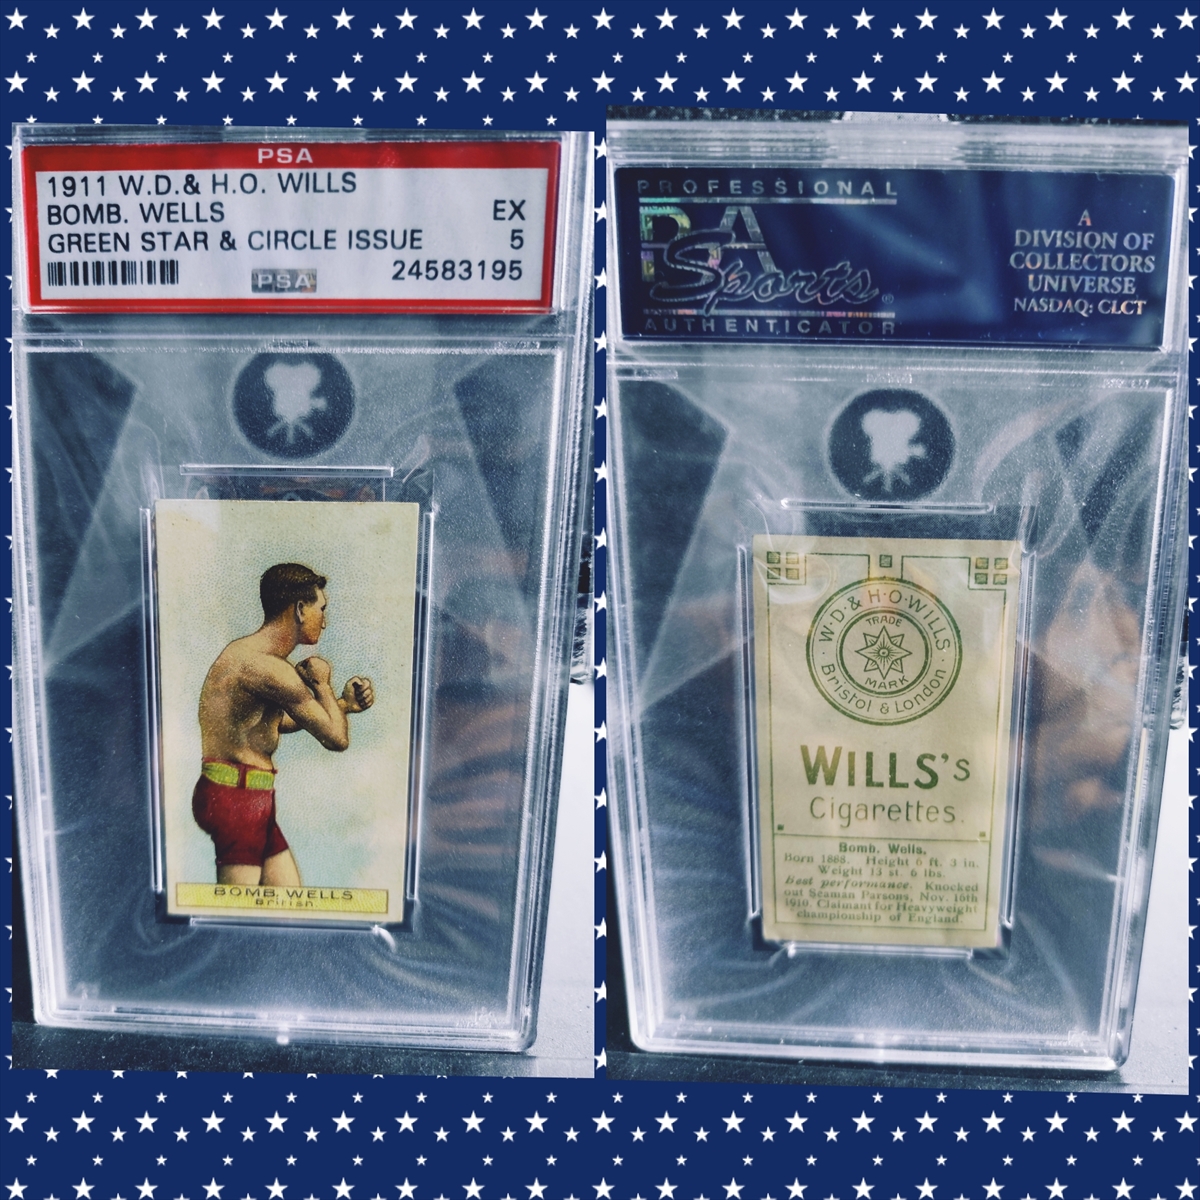 PSA
1911 W.D.& H.O. WILLS
BOMB. WELLS EX
GREEN STAR & CIRCLE ISSUE 5
PSA 24583195
BOMB. WELLS
British
PROFESSIONAL
PSA
Sports®
AUTHENTICATOR
A
DIVISION OF
COLLECTORS
UNIVERSE
NASDAQ: CLCT
W·D·& H·O·WILLS·
TRADE
MARK
Bristol & London
WILLS's
Cigarettes.
Bomb. Wells.
Born 1888. Height 6 ft. 3 in.
Weight 13 st. 6 lbs.
Best performance: Knocked
out Seaman Parsons, Nov. 16th
1910. Claimant for Heavyweight
championship of England.